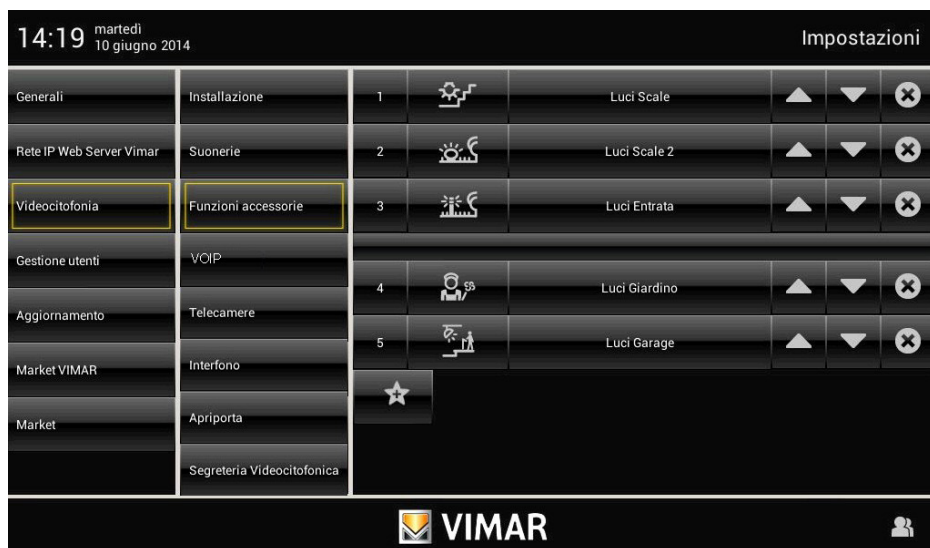 14:19 martedì
10 giugno 2014
Impostazioni
Generali
Rete IP Web Server Vimar
Videocitofonia
Gestione utenti
Aggiornamento
Market VIMAR
Market
Installazione
Suonerie
Funzioni accessorie
VOIP
Telecamere
Interfono
Apriporta
Segreteria Videocitofonica
1 Luci Scale
2 Luci Scale 2
3 Luci Entrata
4 Luci Giardino
5 Luci Garage
VIMAR